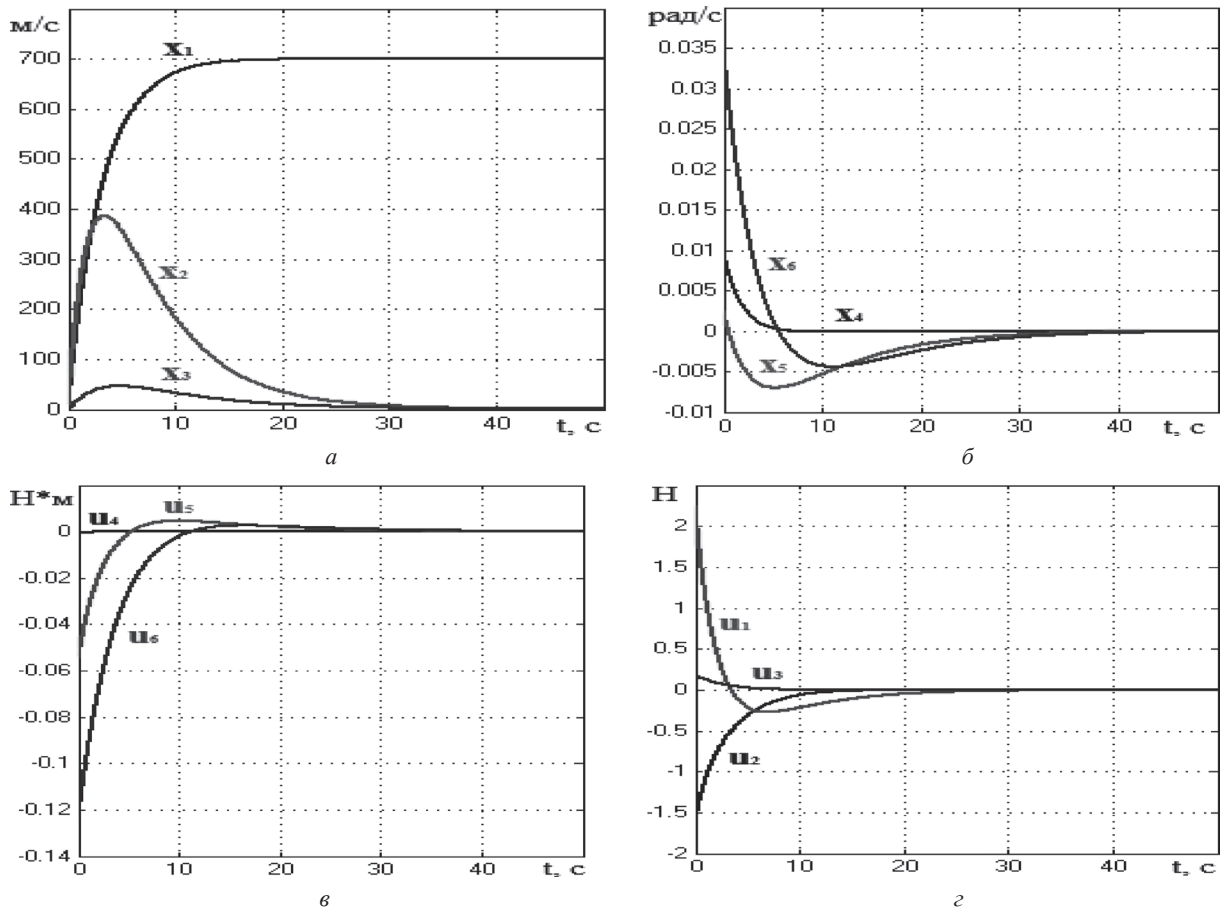 м/с
x₁
700
600
500
400
300
x₂
200
100
x₃
0
0 10 20 30 40 t, с
а
рад/с
0.035
0.03
0.025
0.02
0.015
0.01
x₆
0.005
x₄
0
-0.005
x₅
-0.01
0 10 20 30 40 t, с
б
Н*м
u₄ u₅
0
-0.02
-0.04
u₆
-0.06
-0.08
-0.1
-0.12
-0.14
0 10 20 30 40 t, с
в
Н
2
1.5
1
u₁
0.5
u₃
0
-0.5
u₂
-1
-1.5
-2
0 10 20 30 40 t, с
г